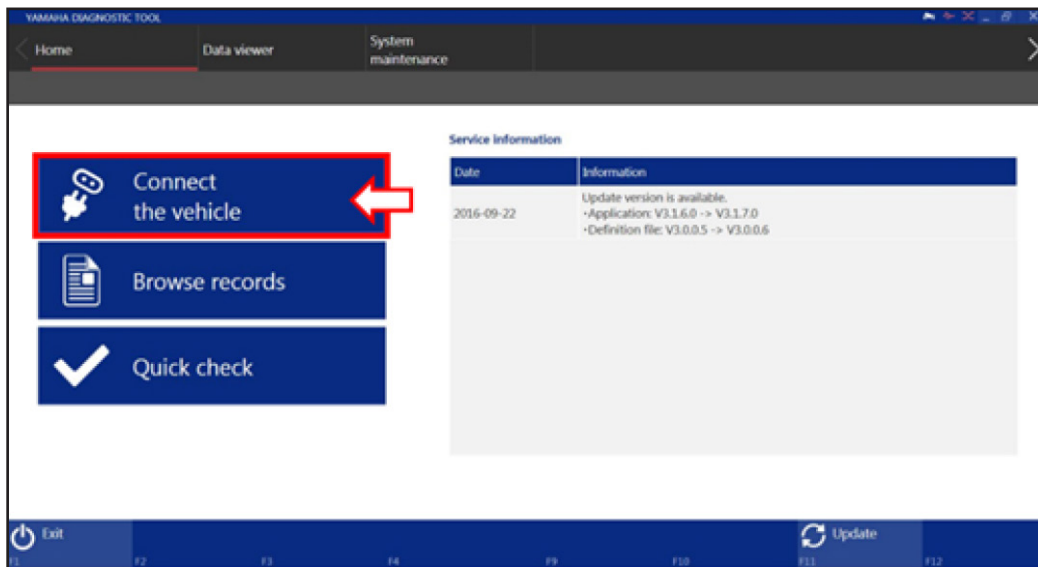 YAMAHA DIAGNOSTIC TOOL
Home
Data viewer
System
maintenance
Service information
Date
Information
2016-09-22
Update version is available.
・Application: V3.1.6.0 -> V3.1.7.0
・Definition file: V3.0.0.5 -> V3.0.0.6
Connect
the vehicle
Browse records
Quick check
Exit
Update
F1
F2
F3
F4
F9
F10
F11
F12